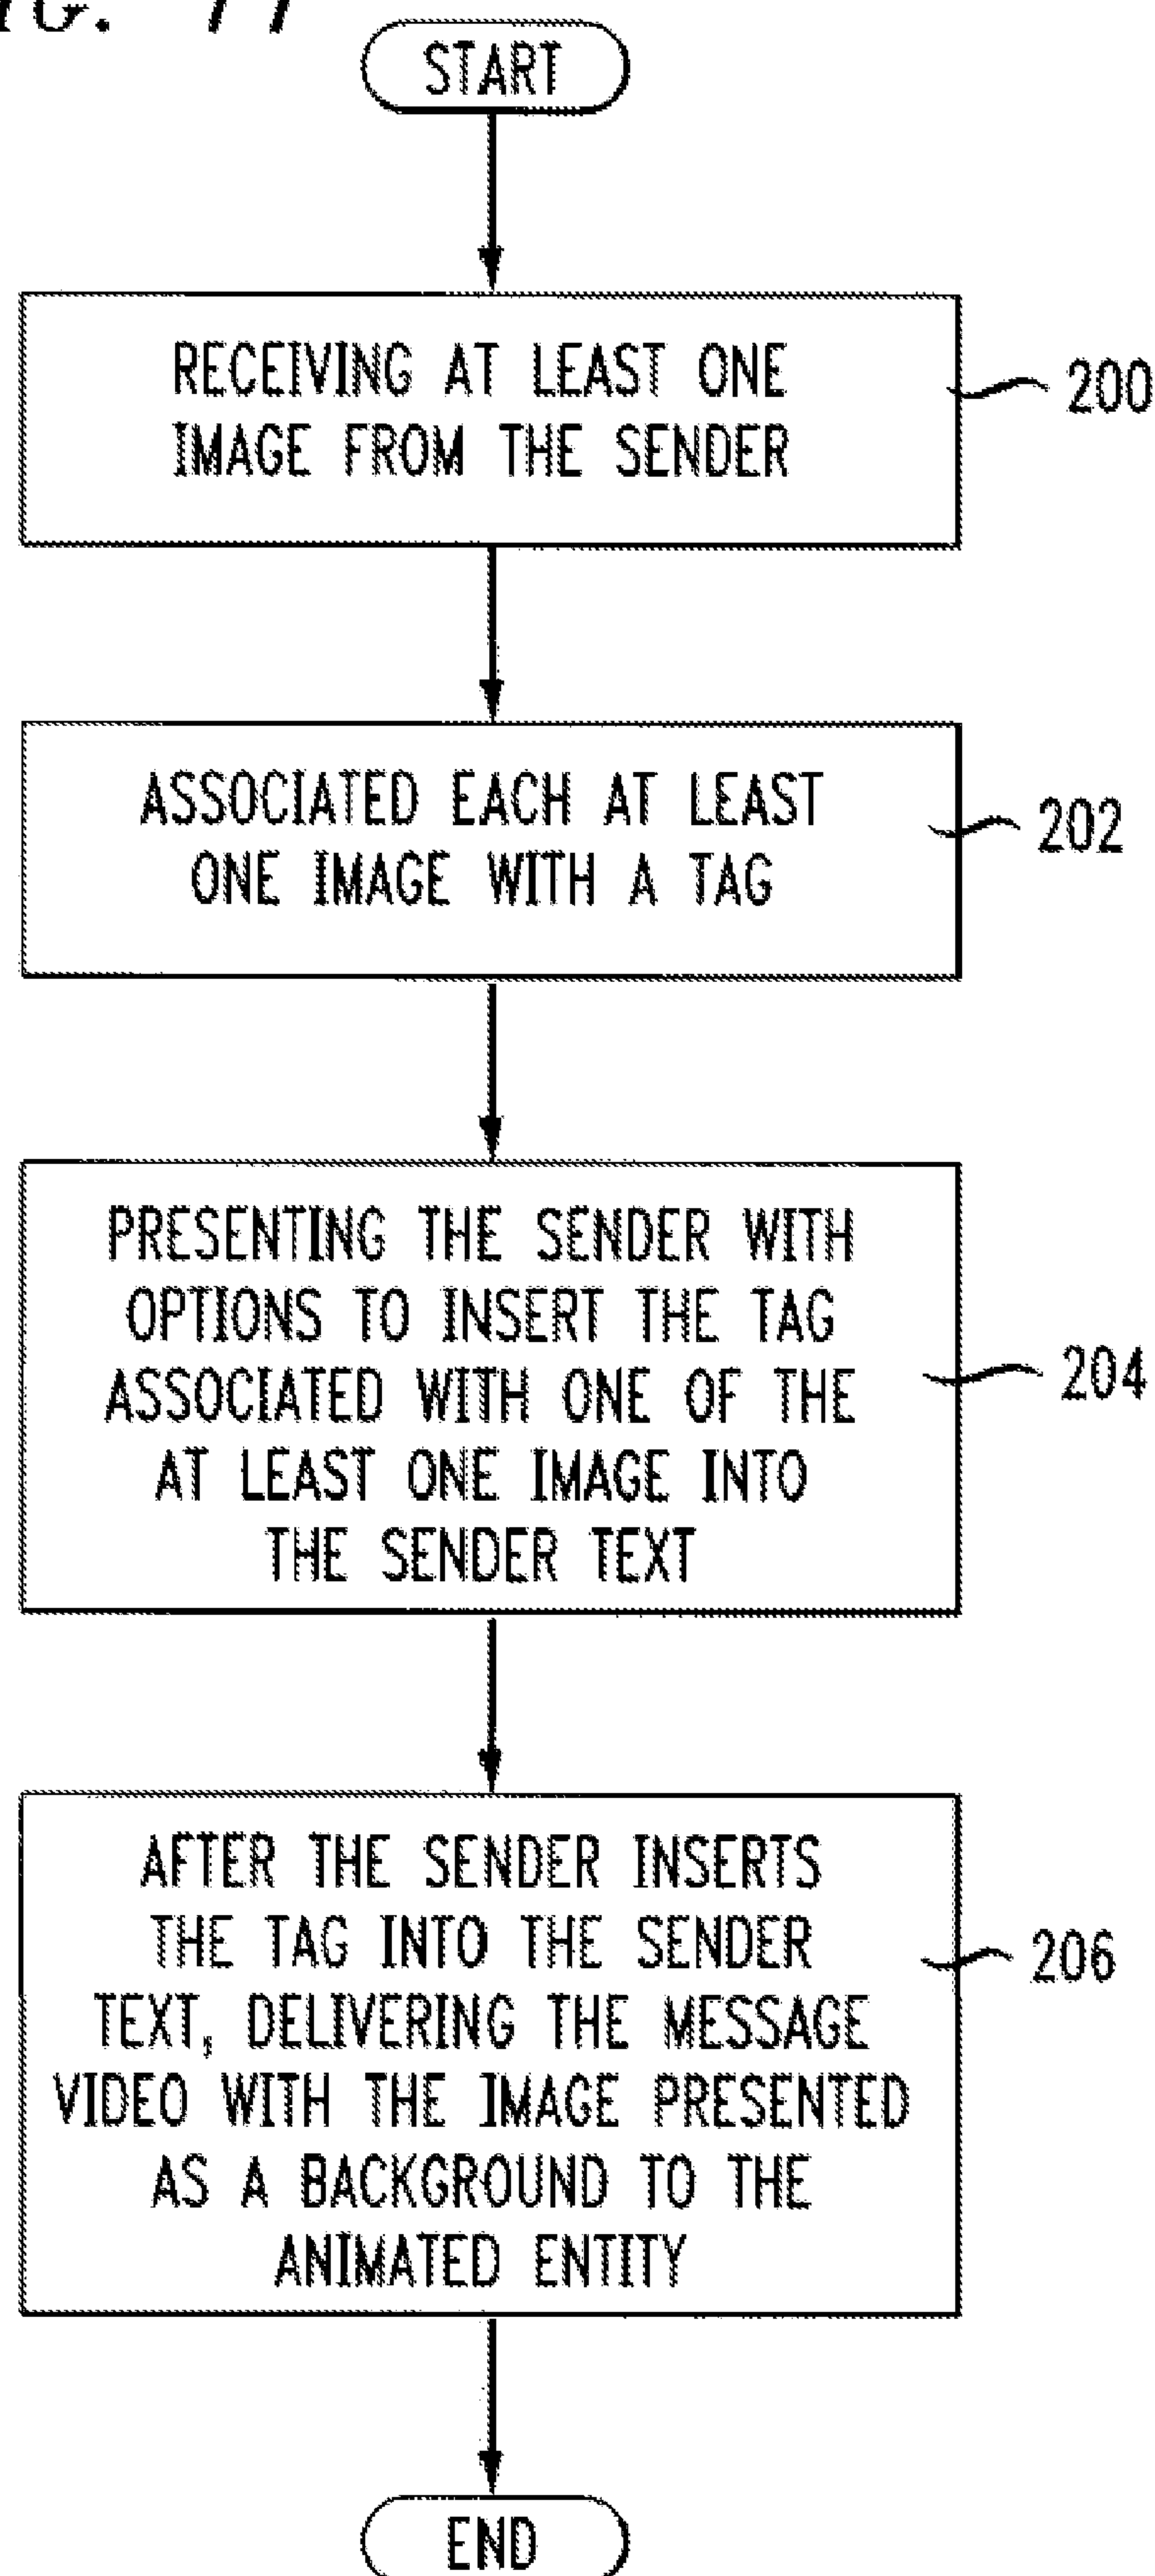 START
RECEIVING AT LEAST ONE
IMAGE FROM THE SENDER
200
ASSOCIATED EACH AT LEAST
ONE IMAGE WITH A TAG
202
PRESENTING THE SENDER WITH
OPTIONS TO INSERT THE TAG
ASSOCIATED WITH ONE OF THE
AT LEAST ONE IMAGE INTO
THE SENDER TEXT
204
AFTER THE SENDER INSERTS
THE TAG INTO THE SENDER
TEXT, DELIVERING THE MESSAGE
VIDEO WITH THE IMAGE PRESENTED
AS A BACKGROUND TO THE
ANIMATED ENTITY
206
END